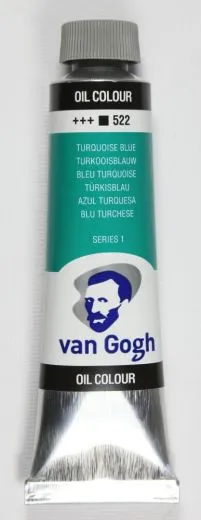 OIL COLOUR
+++ ■ 522
TURQUOISE BLUE
TURKOOISBLAUW
BLEU TURQUOISE
TÜRKISBLAU
AZUL TURQUESA
BLU TURCHESE
SERIES 1
van Gogh
OIL COLOUR